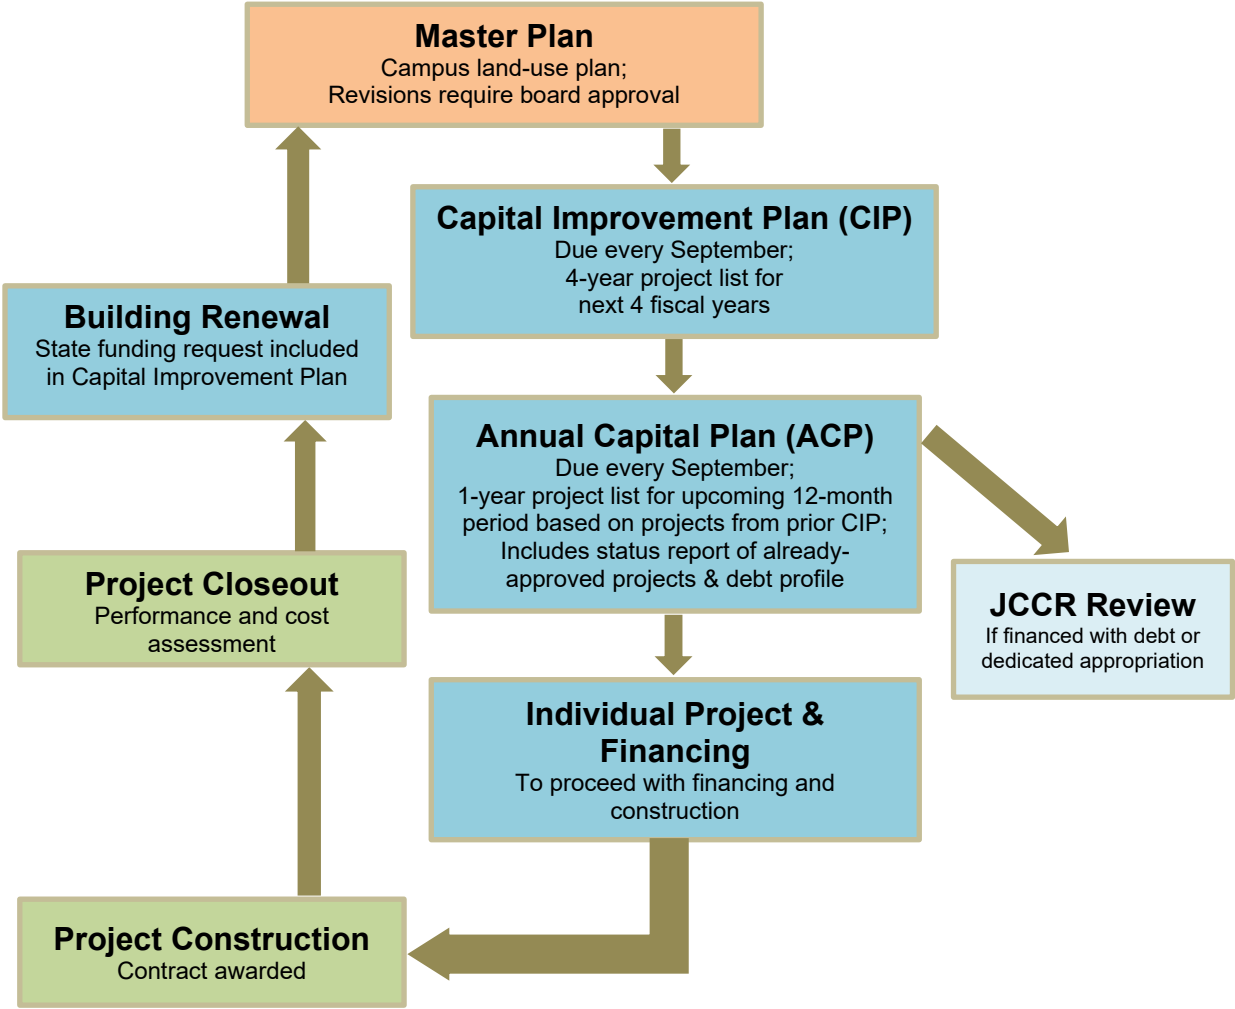 Master Plan
Campus land-use plan;
Revisions require board approval
Capital Improvement Plan (CIP)
Due every September;
4-year project list for
next 4 fiscal years
Building Renewal
State funding request included
in Capital Improvement Plan
Annual Capital Plan (ACP)
Due every September;
1-year project list for upcoming 12-month
period based on projects from prior CIP;
Includes status report of already-
approved projects & debt profile
JCCR Review
If financed with debt or
dedicated appropriation
Project Closeout
Performance and cost
assessment
Individual Project &
Financing
To proceed with financing and
construction
Project Construction
Contract awarded